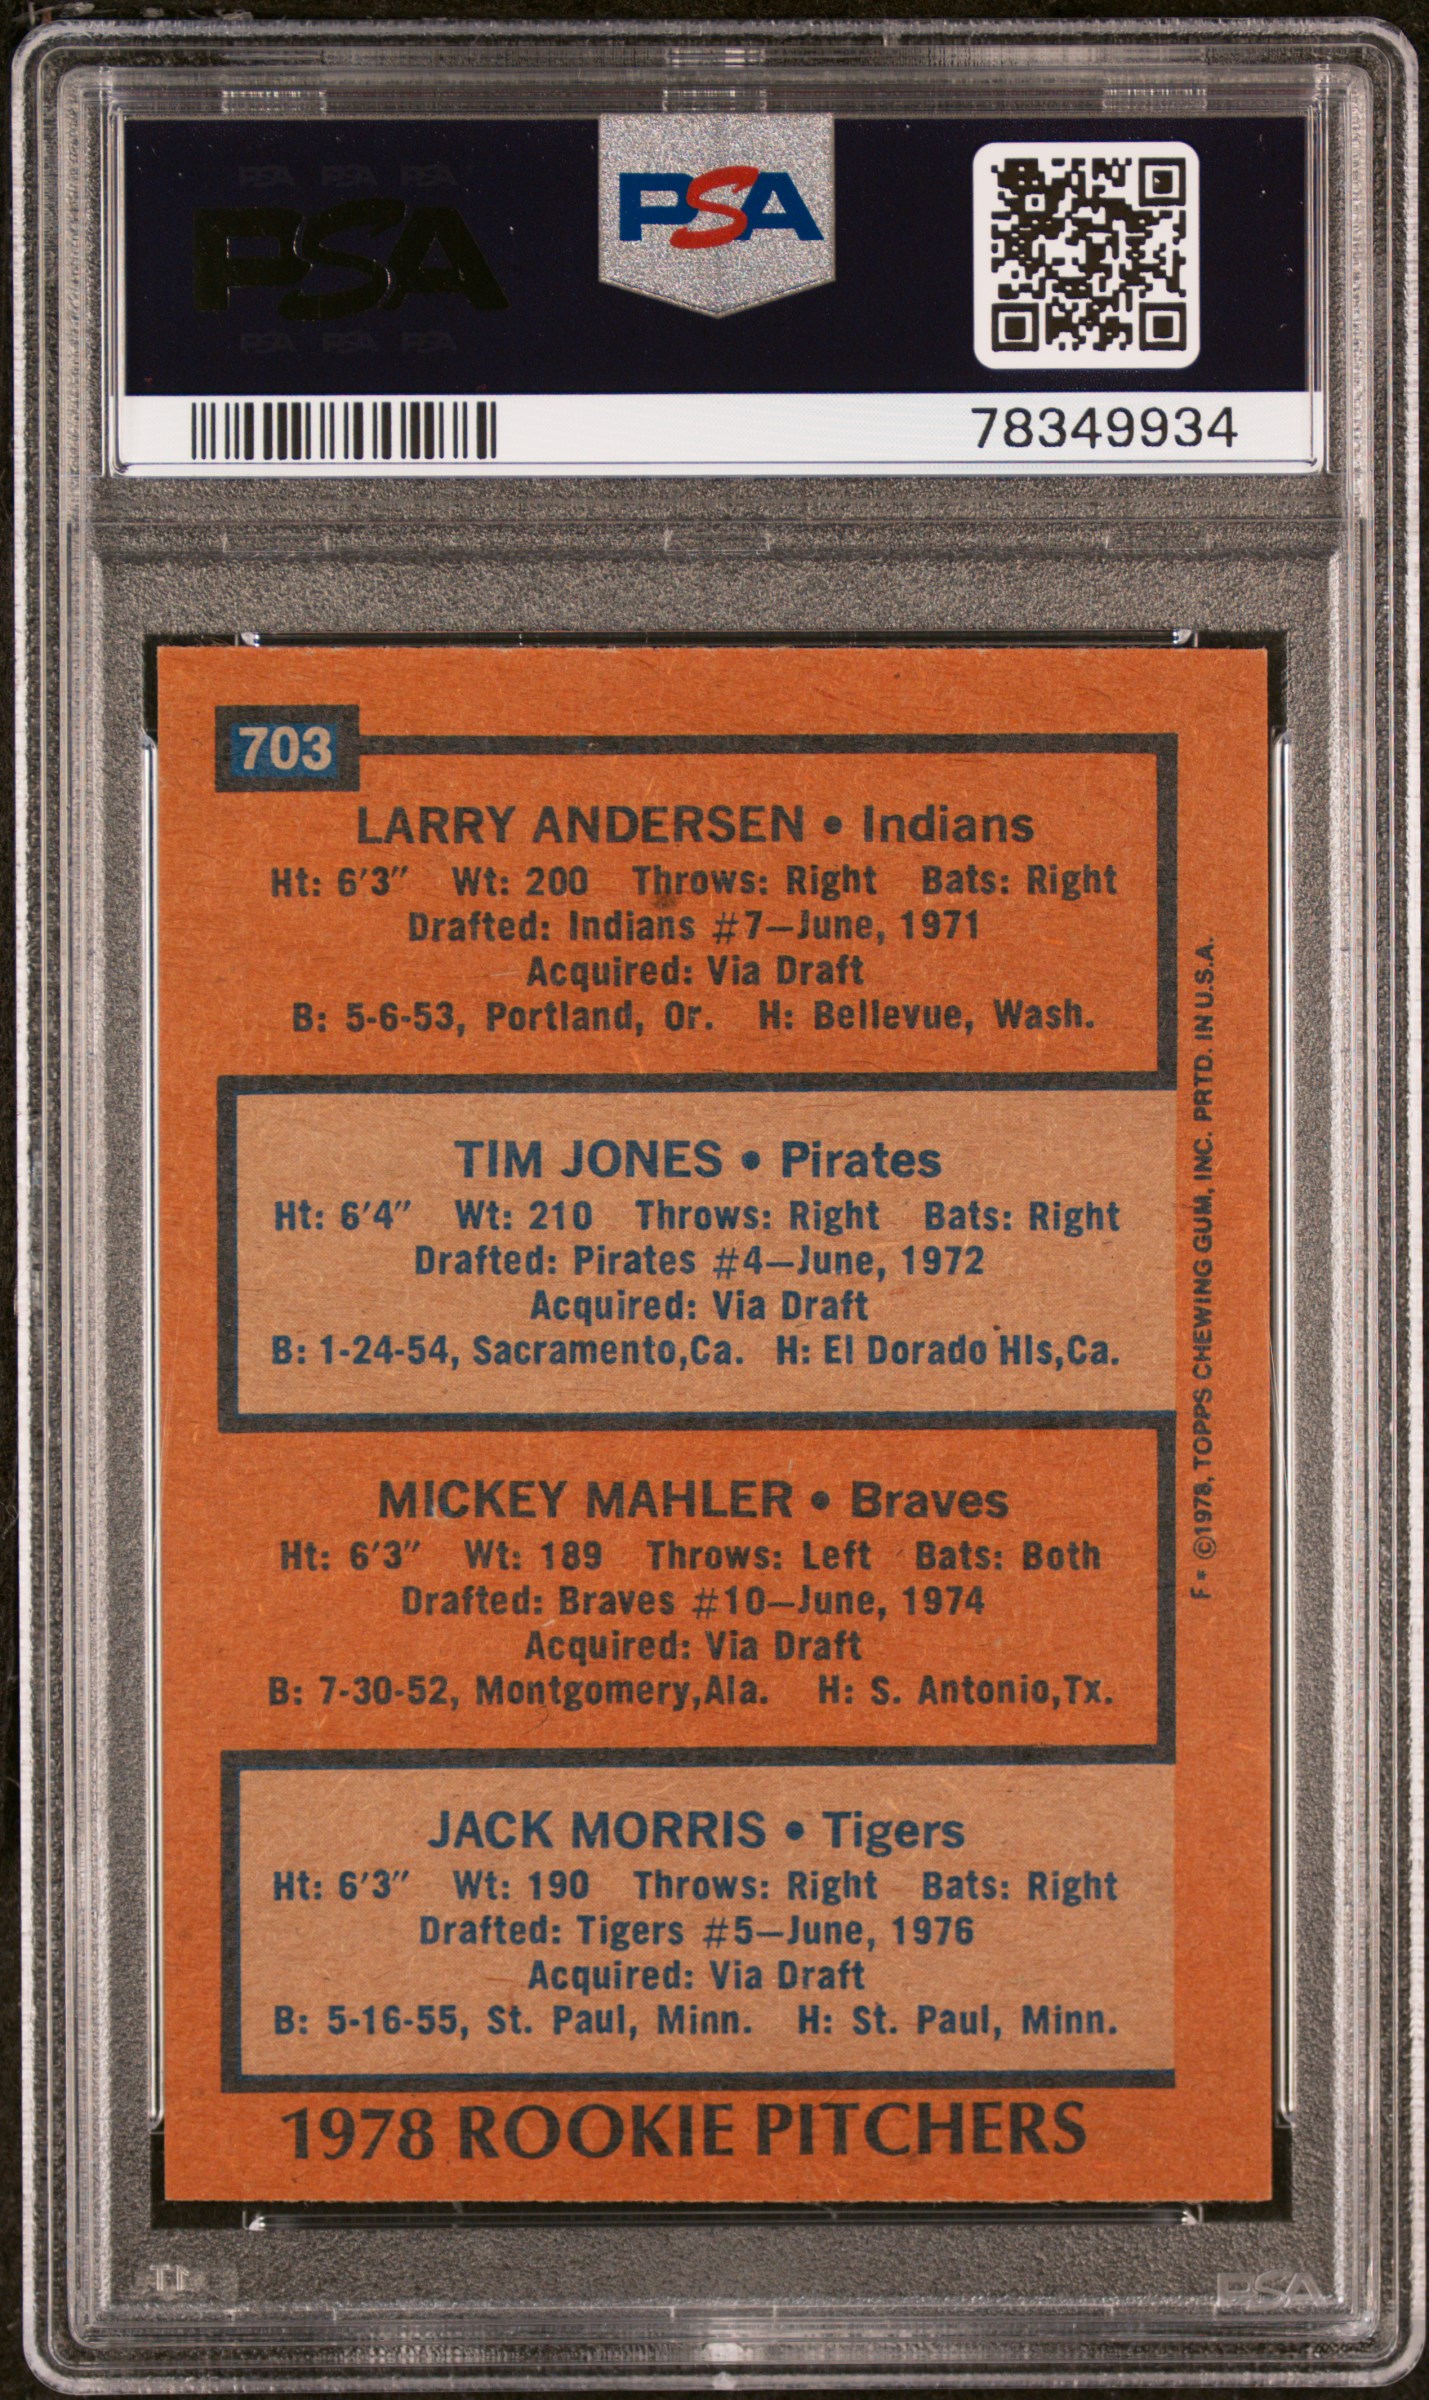 PSA PSA PSA
PSA
PSA PSA PSA
PSA
78349934
703
LARRY ANDERSEN • Indians
Ht: 6'3" Wt: 200 Throws: Right Bats: Right
Drafted: Indians #7—June, 1971
Acquired: Via Draft
B: 5-6-53, Portland, Or. H: Bellevue, Wash.
TIM JONES • Pirates
Ht: 6'4" Wt: 210 Throws: Right Bats: Right
Drafted: Pirates #4—June, 1972
Acquired: Via Draft
B: 1-24-54, Sacramento,Ca. H: El Dorado Hls,Ca.
MICKEY MAHLER • Braves
Ht: 6'3" Wt: 189 Throws: Left Bats: Both
Drafted: Braves #10—June, 1974
Acquired: Via Draft
B: 7-30-52, Montgomery,Ala. H: S. Antonio,Tx.
JACK MORRIS • Tigers
Ht: 6'3" Wt: 190 Throws: Right Bats: Right
Drafted: Tigers #5—June, 1976
Acquired: Via Draft
B: 5-16-55, St. Paul, Minn. H: St. Paul, Minn.
1978 ROOKIE PITCHERS
F* ©1978, TOPPS CHEWING GUM, INC. PRTD. IN U.S.A.
PSA